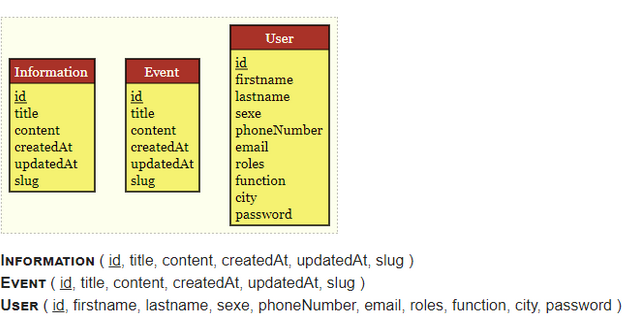 Information
id
title
content
createdAt
updatedAt
slug
Event
id
title
content
createdAt
updatedAt
slug
User
id
firstname
lastname
sexe
phoneNumber
email
roles
function
city
password
INFORMATION ( id, title, content, createdAt, updatedAt, slug )
EVENT ( id, title, content, createdAt, updatedAt, slug )
USER ( id, firstname, lastname, sexe, phoneNumber, email, roles, function, city, password )